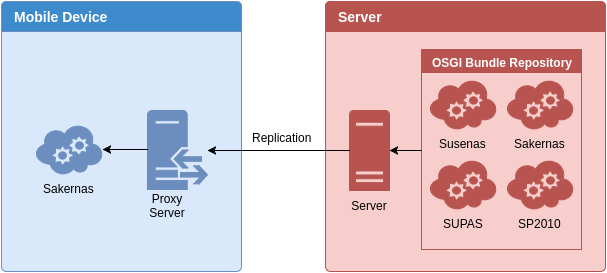 Mobile Device
Sakernas
Proxy
Server
Replication
Server
Server
OSGI Bundle Repository
Susenas
Sakernas
SUPAS
SP2010